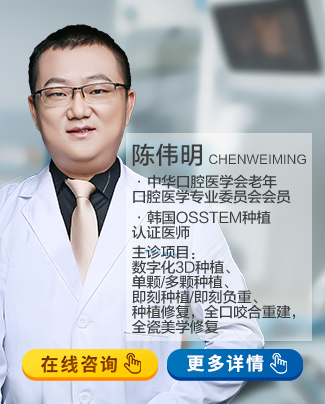 陈伟明 CHENWEIMING
· 中华口腔医学会老年
口腔医学专业委员会会员
· 韩国OSSTEM种植
认证医师
主诊项目：
数字化3D种植、
单颗/多颗种植、
即刻种植/即刻负重、
种植修复，全口咬合重建，
全瓷美学修复
在线咨询
更多详情